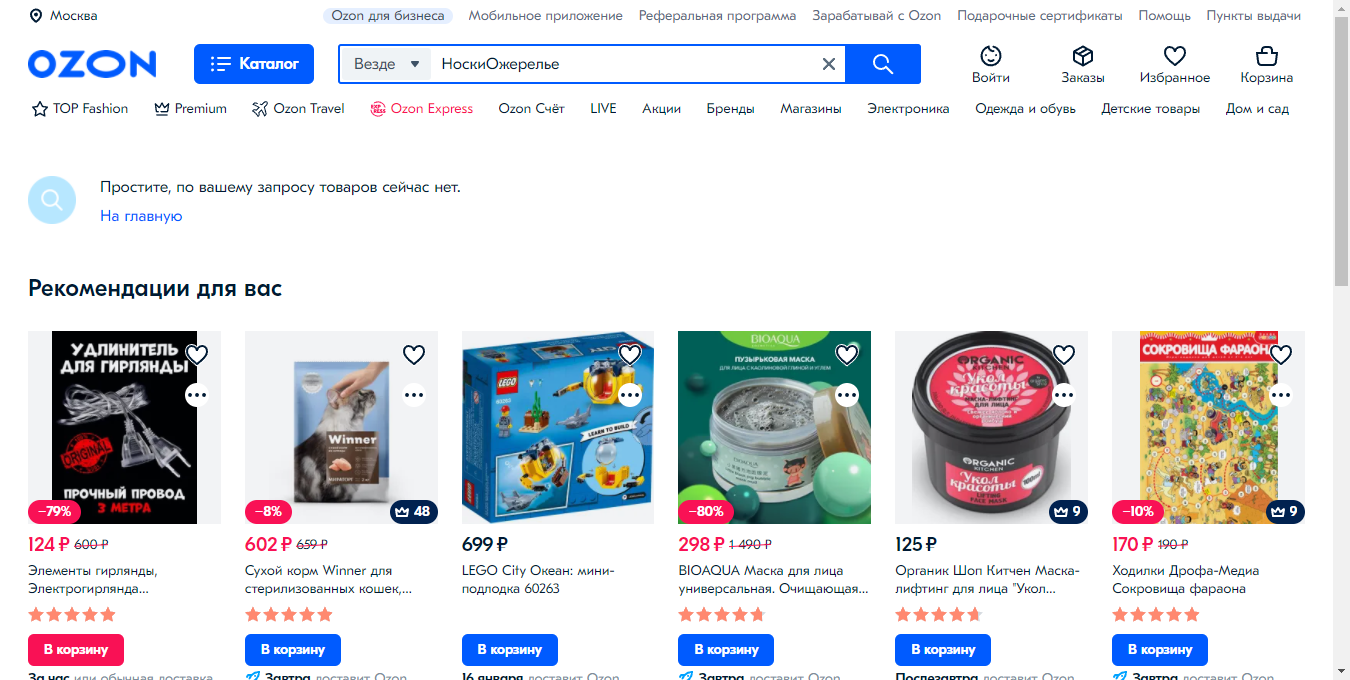 Москва
Ozon для бизнеса
Мобильное приложение
Реферальная программа
Зарабатывай с Ozon
Подарочные сертификаты
Помощь
Пункты выдачи
OZON
Каталог
Везде
НоскиОжерелье
Войти
Заказы
Избранное
Корзина
TOP Fashion
Premium
Ozon Travel
Ozon Express
Ozon Счёт
LIVE
Акции
Бренды
Магазины
Электроника
Одежда и обувь
Детские товары
Дом и сад
Простите, по вашему запросу товаров сейчас нет.
На главную
Рекомендации для вас
УДЛИНИТЕЛЬ
ДЛЯ ГИРЛЯНДЫ
ORIGINAL
ПРОЧНЫЙ ПРОВОД
3 МЕТРА
–79%
124 ₽ 600 ₽
Элементы гирлянды,
Электрогирлянда...
В корзину
За час или обычная доставка
Winner
–8%
48
602 ₽ 659 ₽
Сухой корм Winner для
стерилизованных кошек,...
В корзину
Завтра доставит Ozon
LEGO
CITY
60263
LEARN TO BUILD
LEGO
699 ₽
LEGO City Океан: мини-
подлодка 60263
В корзину
16 января доставит Ozon
BIOAQUA
ПУЗЫРЬКОВАЯ МАСКА
ДЛЯ ЛИЦА С КАОЛИНОВОЙ ГЛИНОЙ И УГЛЕМ
–80%
298 ₽ 1 490 ₽
BIOAQUA Маска для лица
универсальная. Очищающая...
В корзину
Завтра доставит Ozon
ORGANIC
KITCHEN
Укол
красоты
МАСКА-ЛИФТИНГ
ДЛЯ ЛИЦА
ORGANIC
KITCHEN
Укол
красоты
100ml
LIFTING
FACE MASK
9
125 ₽
Органик Шоп Китчен Маска-
лифтинг для лица "Укол...
В корзину
Послезавтра доставит Ozon
СОКРОВИЩА ФАРАОНА
–10%
9
170 ₽ 190 ₽
Ходилки Дрофа-Медиа
Сокровища фараона
В корзину
Завтра доставит Ozon